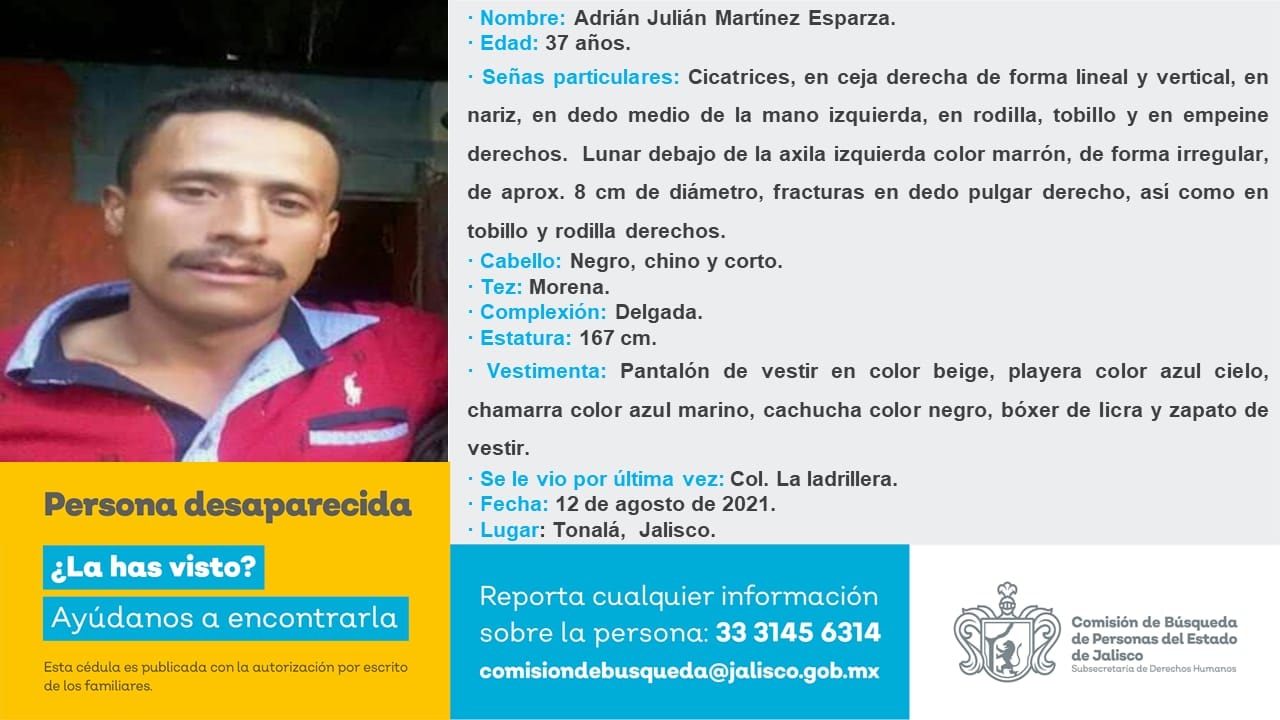 · Nombre: Adrián Julián Martínez Esparza.
· Edad: 37 años.
· Señas particulares: Cicatrices, en ceja derecha de forma lineal y vertical, en
nariz, en dedo medio de la mano izquierda, en rodilla, tobillo y en empeine
derechos. Lunar debajo de la axila izquierda color marrón, de forma irregular,
de aprox. 8 cm de diámetro, fracturas en dedo pulgar derecho, así como en
tobillo y rodilla derechos.
· Cabello: Negro, chino y corto.
· Tez: Morena.
· Complexión: Delgada.
· Estatura: 167 cm.
· Vestimenta: Pantalón de vestir en color beige, playera color azul cielo,
chamarra color azul marino, cachucha color negro, bóxer de licra y zapato de
vestir.
· Se le vio por última vez: Col. La ladrillera.
· Fecha: 12 de agosto de 2021.
· Lugar: Tonalá, Jalisco.
Persona desaparecida
¿La has visto?
Ayúdanos a encontrarla
Esta cédula es publicada con la autorización por escrito
de los familiares.
Reporta cualquier información
sobre la persona: 33 3145 6314
comisiondebusqueda@jalisco.gob.mx
Comisión de Búsqueda
de Personas del Estado
de Jalisco
Subsecretaría de Derechos Humanos